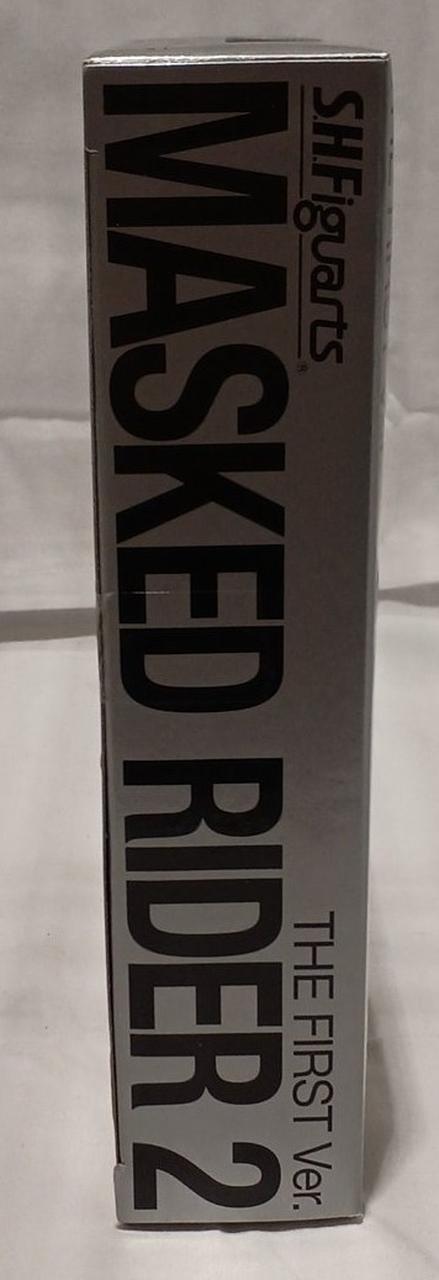 S.H.Figuarts®
MASKED RIDER 2
THE FIRST Ver.